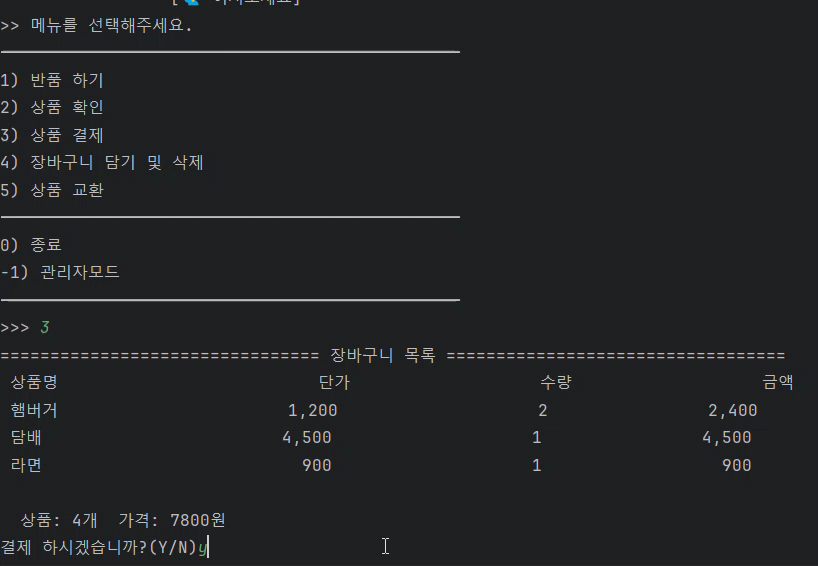 >> 메뉴를 선택해주세요.
1) 반품 하기
2) 상품 확인
3) 상품 결제
4) 장바구니 담기 및 삭제
5) 상품 교환
0) 종료
-1) 관리자모드
>>> 3
================================ 장바구니 목록 ==================================
상품명 단가 수량 금액
햄버거 1,200 2 2,400
담배 4,500 1 4,500
라면 900 1 900
상품: 4개 가격: 7800원
결제 하시겠습니까?(Y/N)y